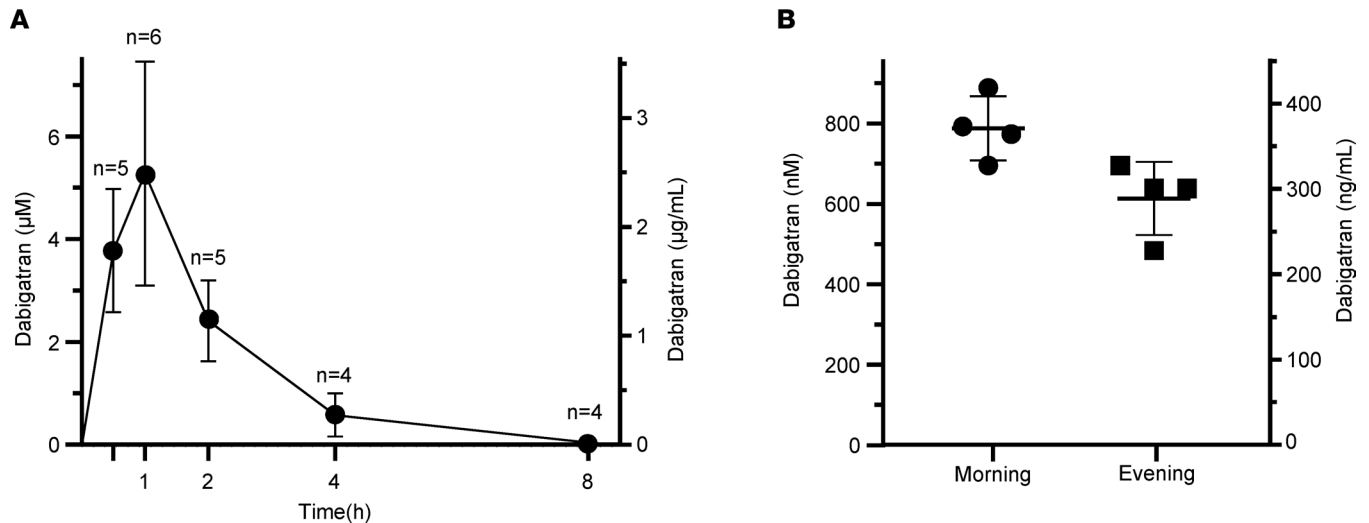 A
n=6
n=5
n=5
n=4
n=4
Dabigatran (µM)
6
4
2
0
Dabigatran (µg/mL)
3
2
1
0
1 2 4 8
Time(h)
B
Dabigatran (nM)
800
600
400
200
0
Dabigatran (ng/mL)
400
300
200
100
0
Morning Evening